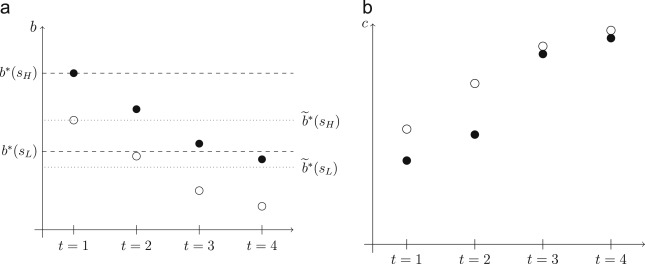 a
b
b*(s_H)
b̃*(s_H)
b*(s_L)
b̃*(s_L)
t = 1 t = 2 t = 3 t = 4
b
c
t = 1 t = 2 t = 3 t = 4